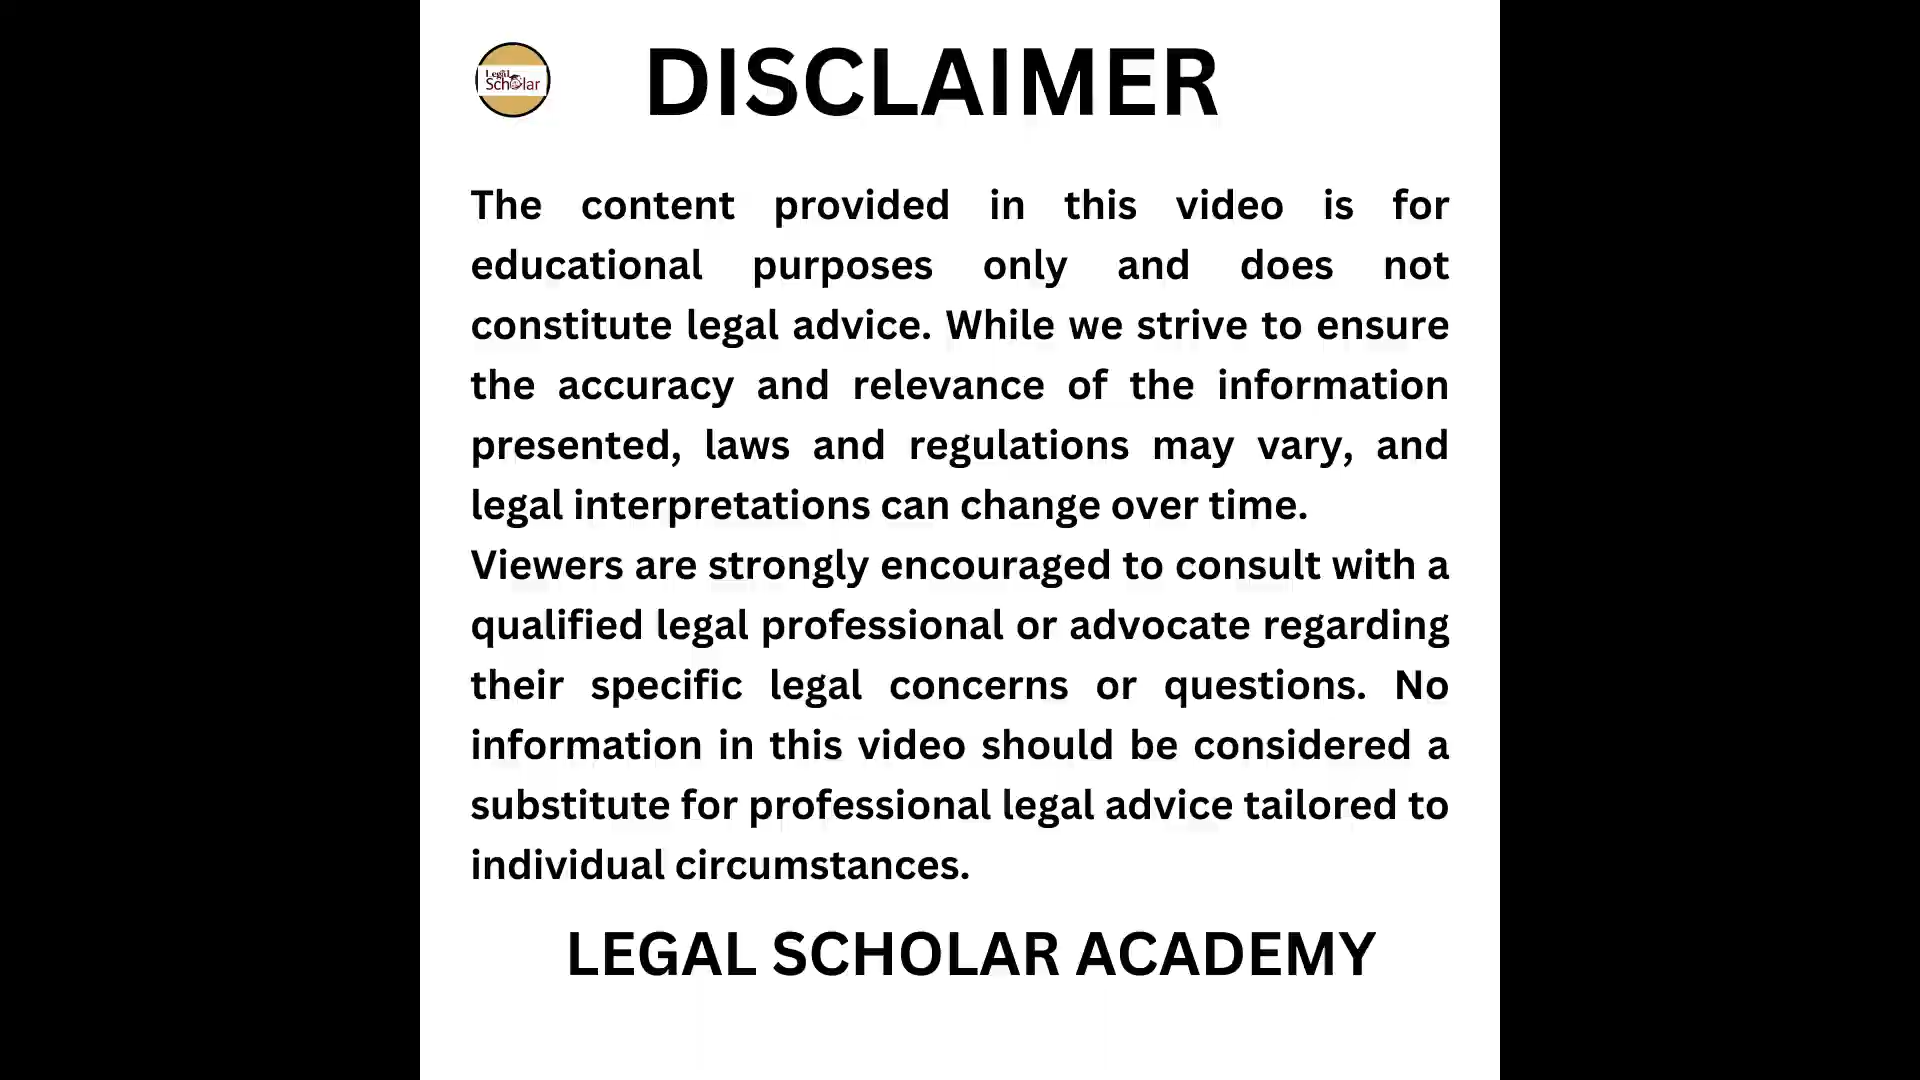 Legal
Scholar
DISCLAIMER
The content provided in this video is for
educational purposes only and does not
constitute legal advice. While we strive to ensure
the accuracy and relevance of the information
presented, laws and regulations may vary, and
legal interpretations can change over time.
Viewers are strongly encouraged to consult with a
qualified legal professional or advocate regarding
their specific legal concerns or questions. No
information in this video should be considered a
substitute for professional legal advice tailored to
individual circumstances.
LEGAL SCHOLAR ACADEMY